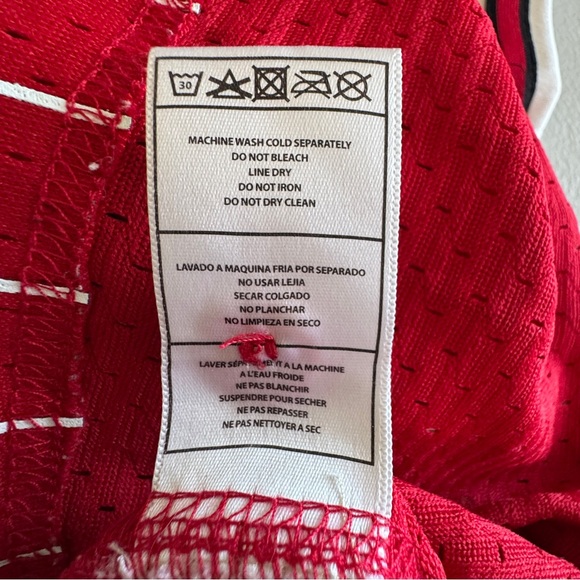 30
MACHINE WASH COLD SEPARATELY
DO NOT BLEACH
LINE DRY
DO NOT IRON
DO NOT DRY CLEAN
LAVADO A MAQUINA FRIA POR SEPARADO
NO USAR LEJIA
SECAR COLGADO
NO PLANCHAR
NO LIMPIEZA EN SECO
LAVER A LA MACHINE
A L'EAU FROIDE
NE PAS BLANCHIR
SUSPENDRE POUR SECHER
NE PAS REPASSER
NE PAS NETTOYER A SEC